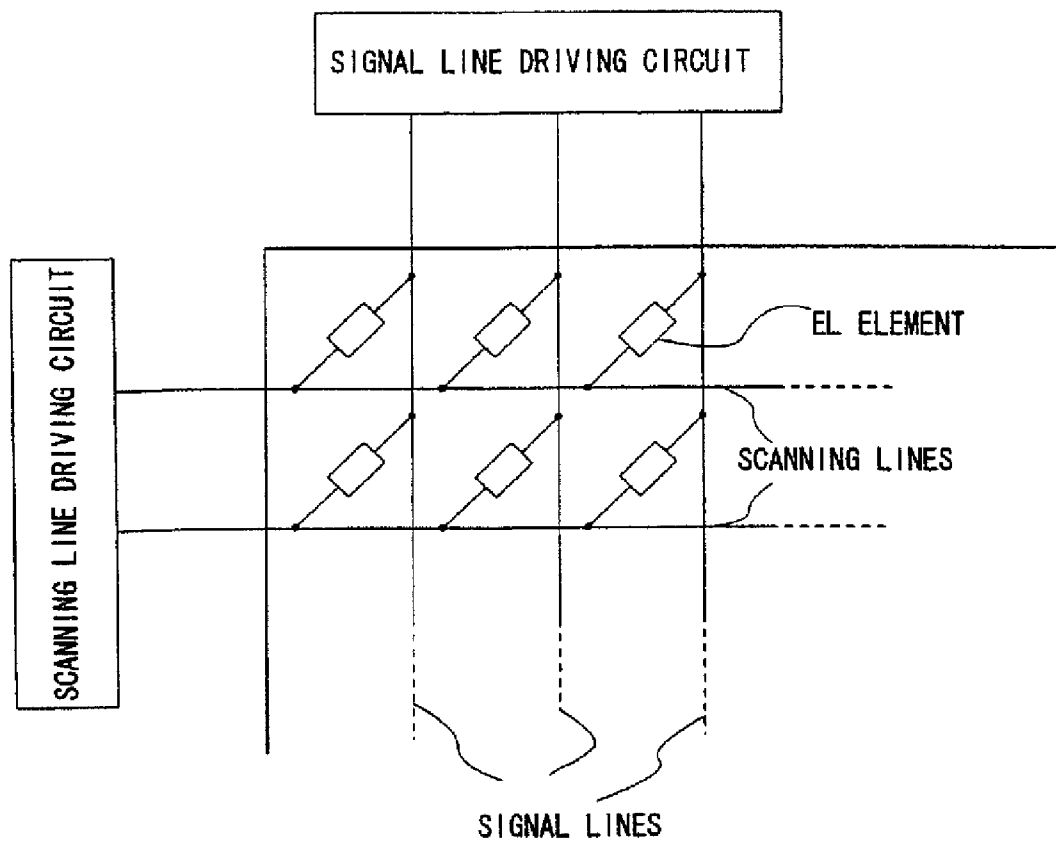 SIGNAL LINE DRIVING CIRCUIT
SCANNING LINE DRIVING CIRCUIT
EL ELEMENT
SCANNING LINES
SIGNAL LINES